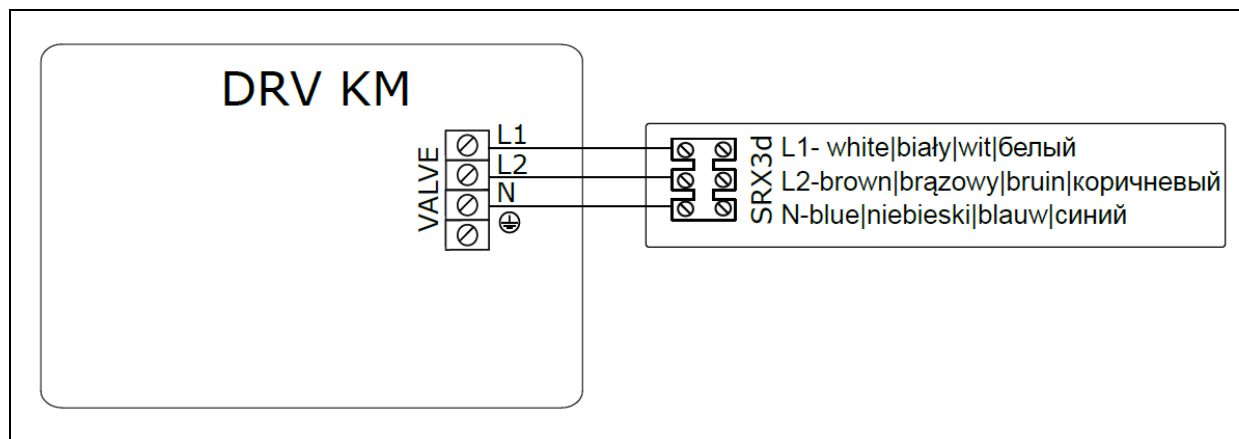 DRV KM
VALVE
L1
L2
N
SRX3d
L1- white|biały|wit|белый
L2-brown|brązowy|bruin|коричневый
N-blue|niebieski|blauw|синий